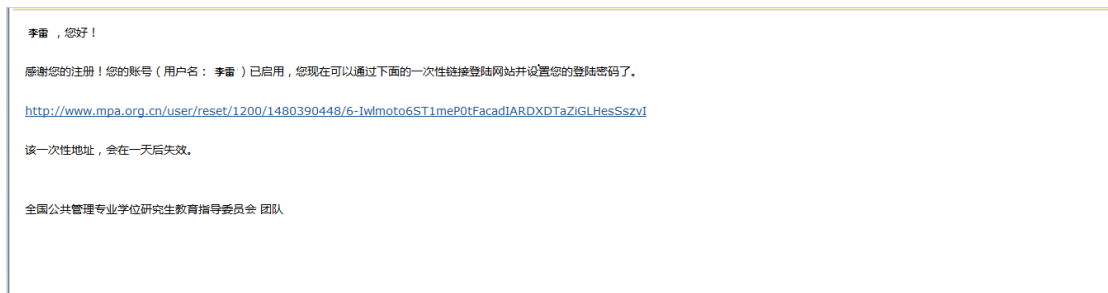 李雷 ，您好！
感谢您的注册！您的账号（用户名： 李雷 ）已启用，您现在可以通过下面的一次性链接登陆网站并设置您的登陆密码了。
http://www.mpa.org.cn/user/reset/1200/1480390448/6-Iwlmoto6ST1meP0tFacadIARDXDTaZiGLHesSszvI
该一次性地址，会在一天后失效。
全国公共管理专业学位研究生教育指导委员会 团队